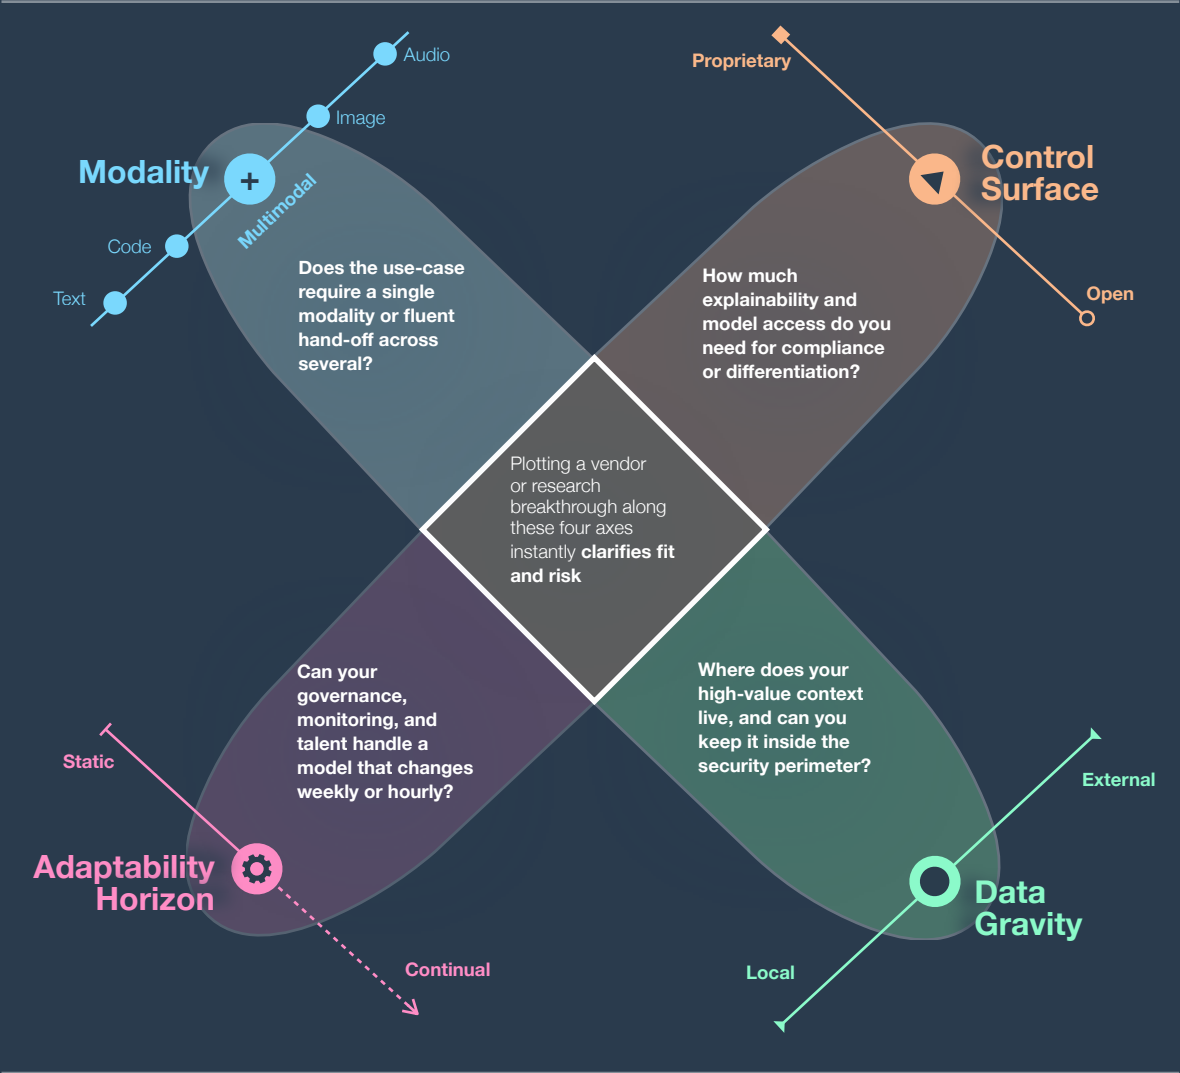 Audio
Image
Modality
+
Multimodal
Code
Text
Does the use-case
require a single
modality or fluent
hand-off across
several?
Proprietary
Control
Surface
Open
How much
explainability and
model access do you
need for compliance
or differentiation?
Plotting a vendor
or research
breakthrough along
these four axes
instantly clarifies fit
and risk
Can your
governance,
monitoring, and
talent handle a
model that changes
weekly or hourly?
Static
Adaptability
Horizon
Continual
Where does your
high-value context
live, and can you
keep it inside the
security perimeter?
External
Data
Gravity
Local